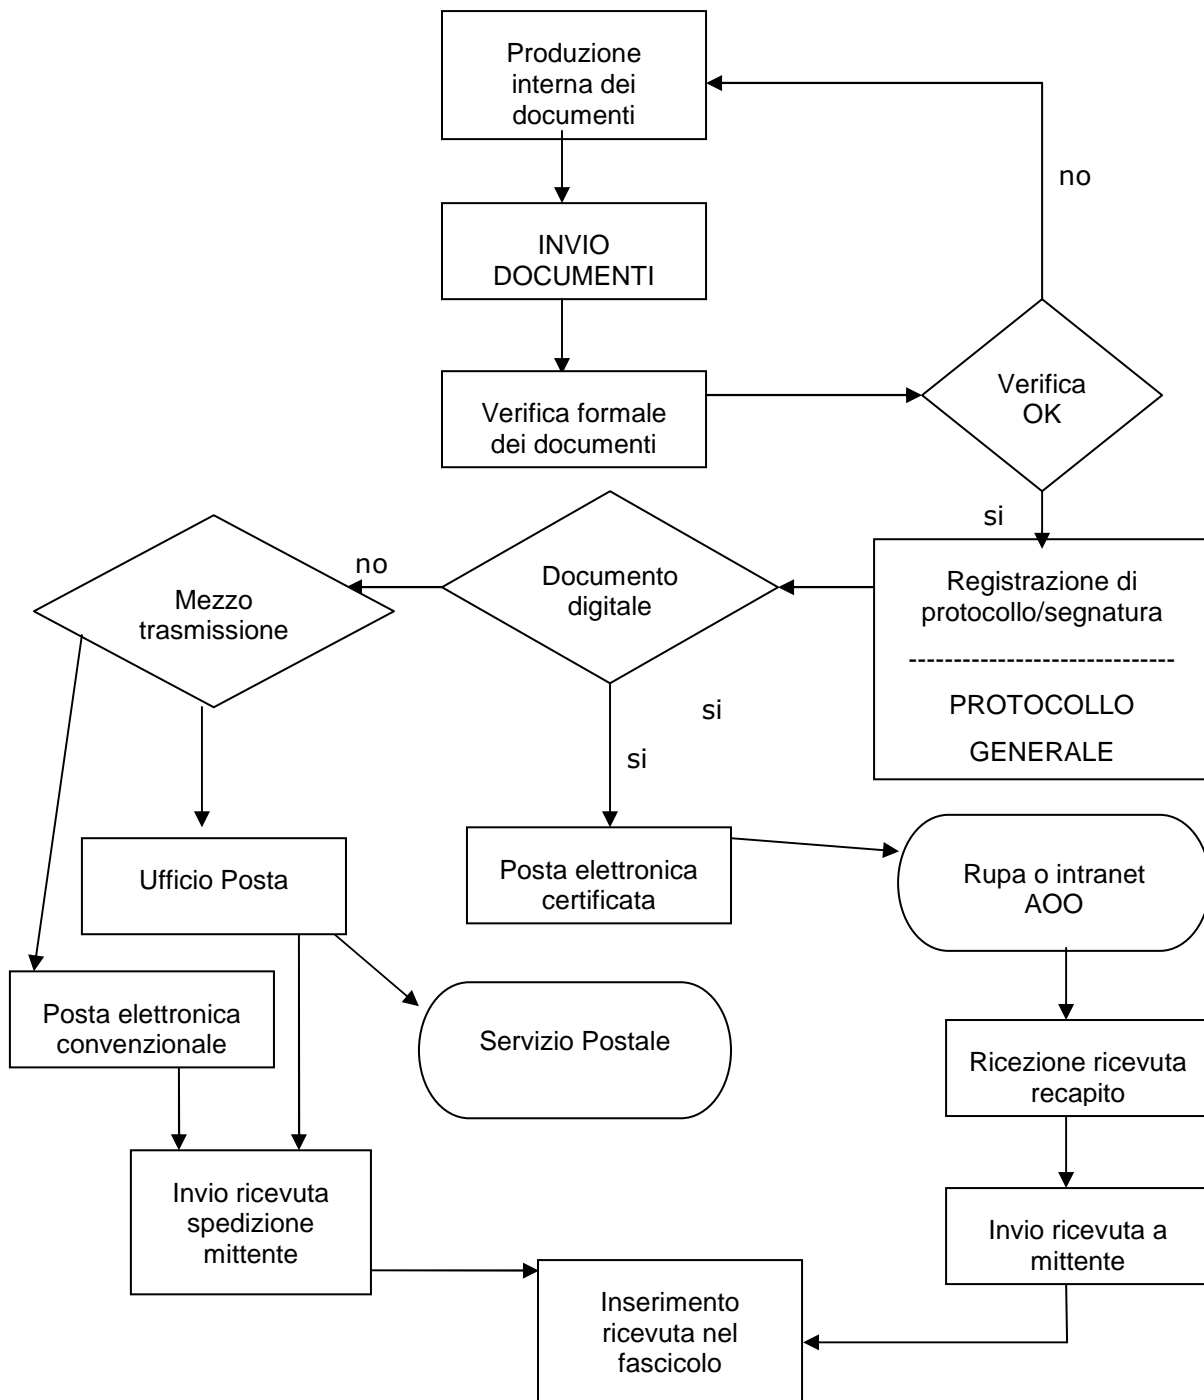 Produzione
interna dei
documenti
no
INVIO
DOCUMENTI
Verifica formale
dei documenti
Verifica
OK
si
Registrazione di
protocollo/segnatura
------------------------------
PROTOCOLLO
GENERALE
Documento
digitale
no
Mezzo
trasmissione
si
si
Ufficio Posta
Posta elettronica
certificata
Rupa o intranet
AOO
Posta elettronica
convenzionale
Servizio Postale
Ricezione ricevuta
recapito
Invio ricevuta
spedizione
mittente
Invio ricevuta a
mittente
Inserimento
ricevuta nel
fascicolo